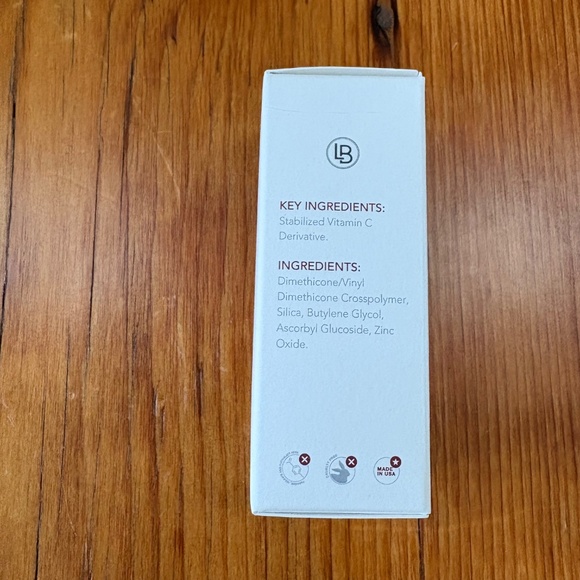 LB
KEY INGREDIENTS:
Stabilized Vitamin C
Derivative.
INGREDIENTS:
Dimethicone/Vinyl
Dimethicone Crosspolymer,
Silica, Butylene Glycol,
Ascorbyl Glucoside, Zinc
Oxide.
MADE
IN USA